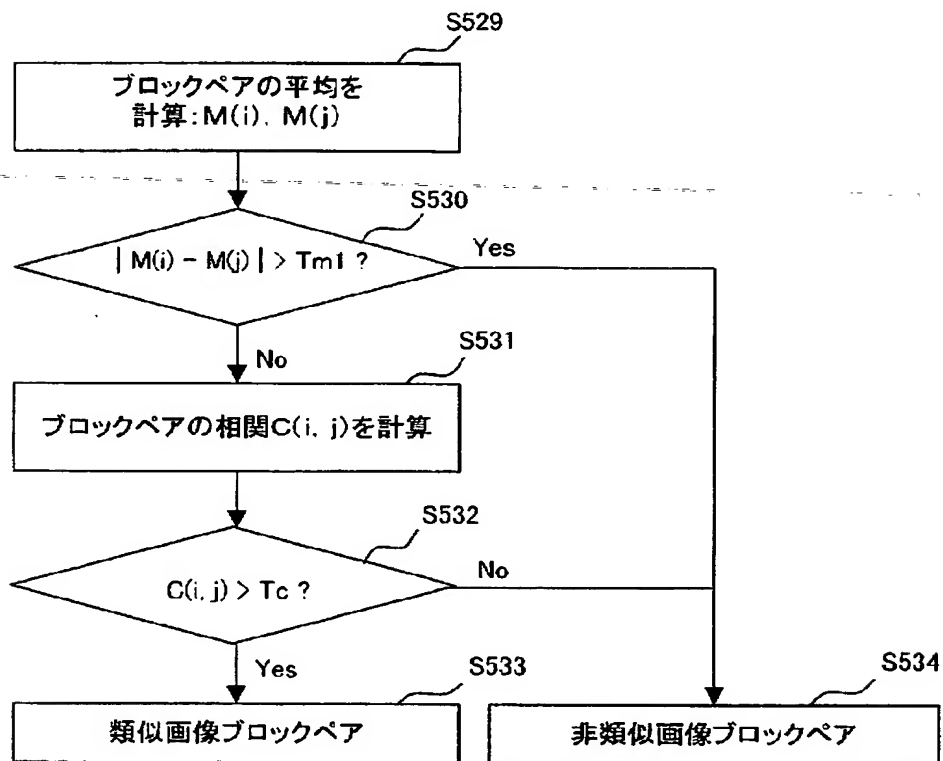 S529
ブロックペアの平均を
計算:M(i), M(j)
S530
| M(i) − M(j) | > Tm1 ?
Yes
No
S531
ブロックペアの相関C(i, j)を計算
S532
C(i, j) > Tc ?
No
Yes
S533
類似画像ブロックペア
S534
非類似画像ブロックペア